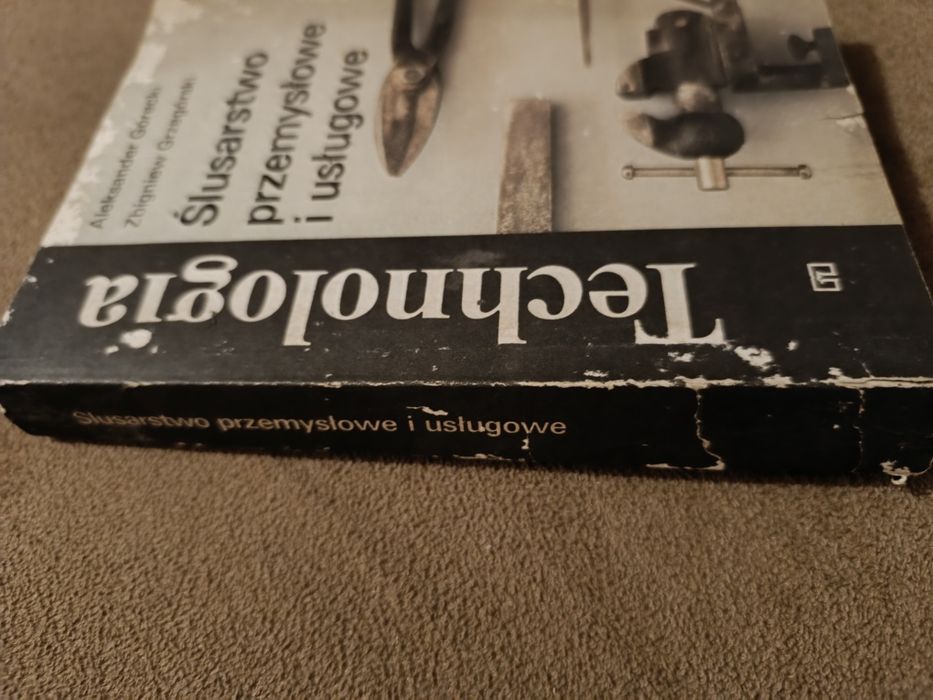 Aleksander Górecki
Zbigniew Grzegórski
Ślusarstwo
przemysłowe
i usługowe
Technologia
Ślusarstwo przemysłowe i usługowe